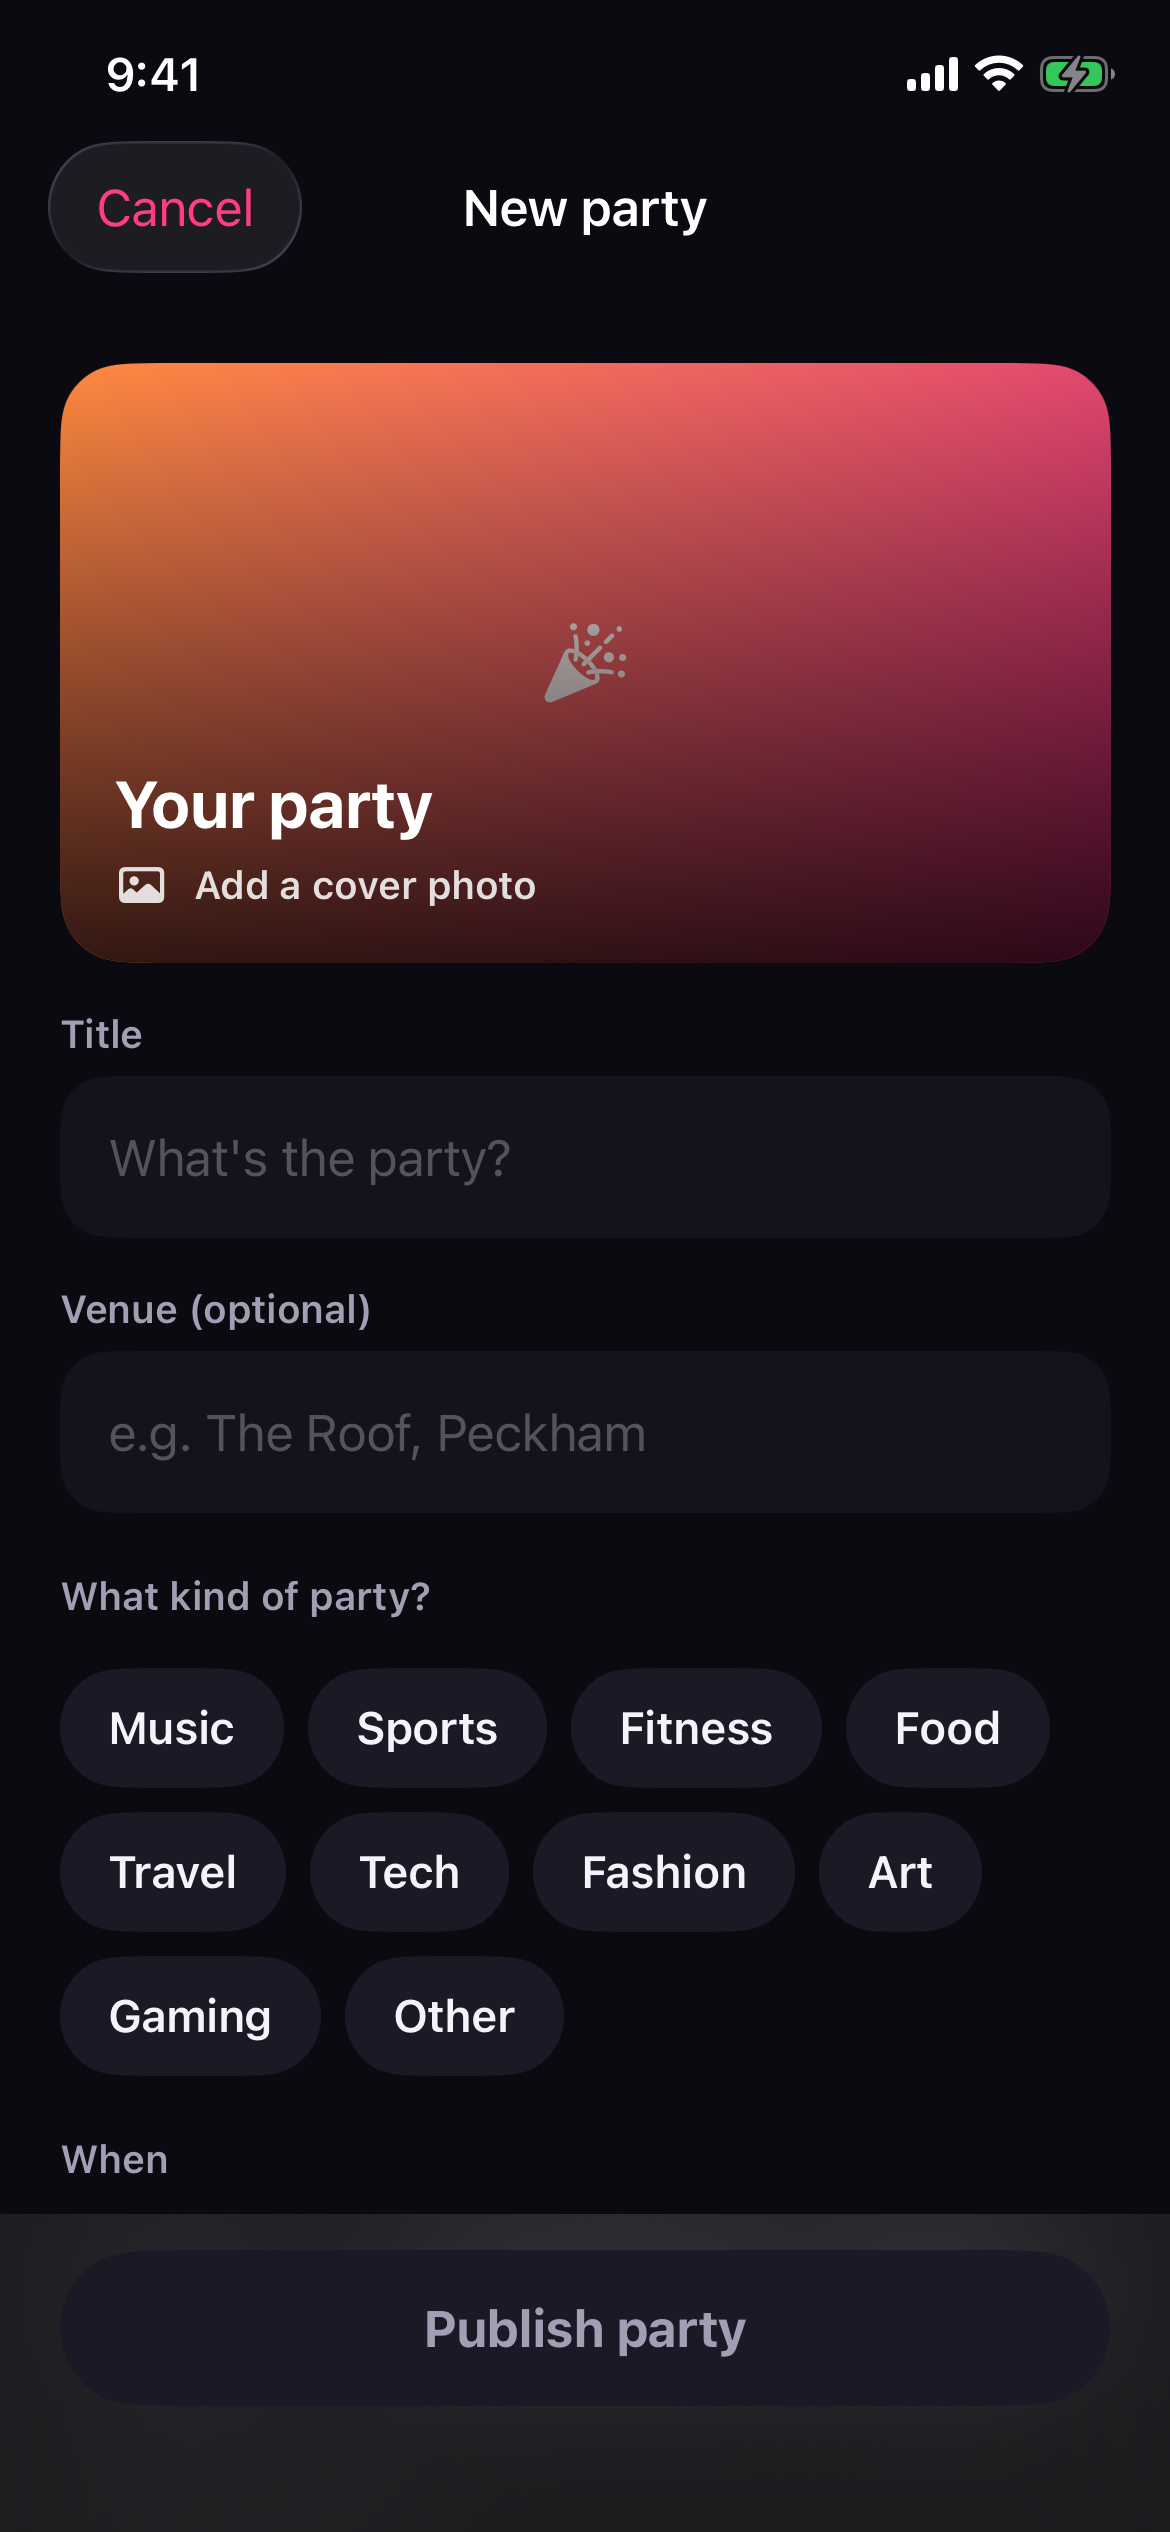 9:41
Cancel
New party
Your party
Add a cover photo
Title
What's the party?
Venue (optional)
e.g. The Roof, Peckham
What kind of party?
Music Sports Fitness Food
Travel Tech Fashion Art
Gaming Other
When
Publish party